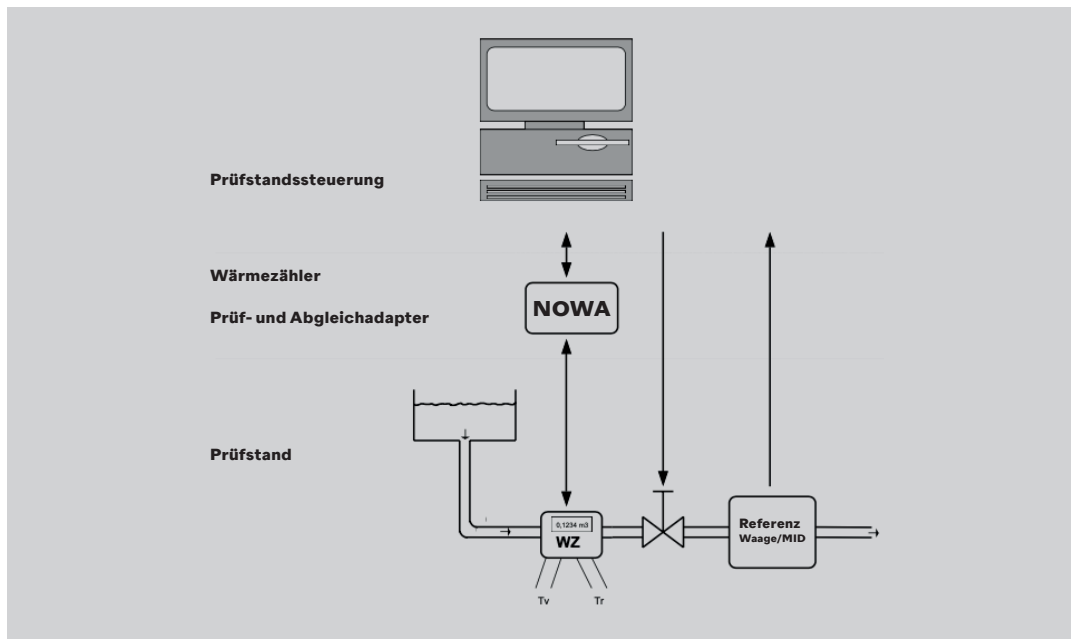 Prüfstandssteuerung
Wärmezähler
NOWA
Prüf- und Abgleichadapter
Prüfstand
0,1234 m3
WZ
Referenz
Waage/MID
Tv
Tr